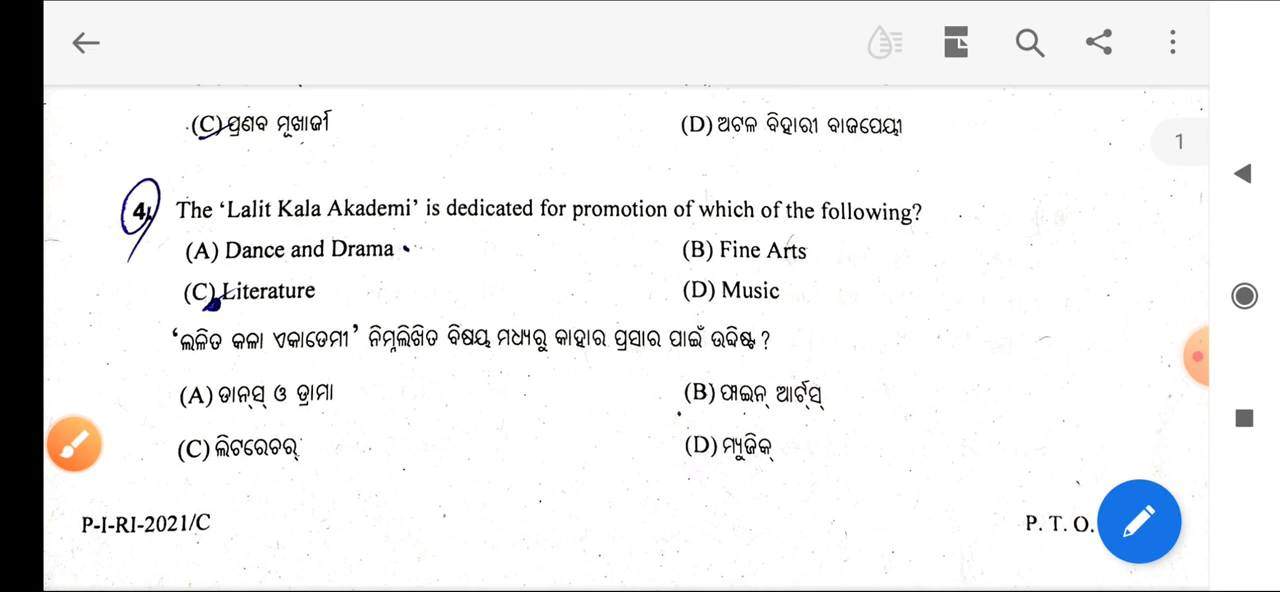 (C) ପ୍ରଣବ ମୂଖାର୍ଜୀ (D) ଅଟଳ ବିହାରୀ ବାଜପେୟୀ
1
4. The ‘Lalit Kala Akademi’ is dedicated for promotion of which of the following?
(A) Dance and Drama (B) Fine Arts
(C) Literature (D) Music
‘ଲଳିତ କଳା ଏକାଡେମୀ’ ନିମ୍ନଲିଖିତ ବିଷୟ ମଧ୍ୟରୁ କାହାର ପ୍ରସାର ପାଇଁ ଉଦ୍ଦିଷ୍ଟ ?
(A) ଡାନ୍ସ୍ ଓ ଡ୍ରାମା (B) ଫାଇନ୍ ଆର୍ଟ୍ସ୍
(C) ଲିଟରେଚର୍ (D) ମ୍ୟୁଜିକ୍
P-I-RI-2021/C P. T. O.